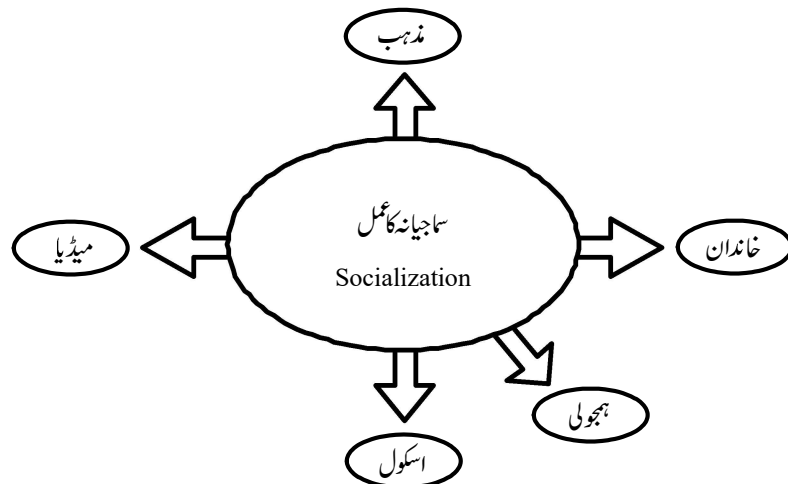 مذہب
سماجیانہ کا عمل
Socialization
خاندان
میڈیا
ہمجولی
اسکول